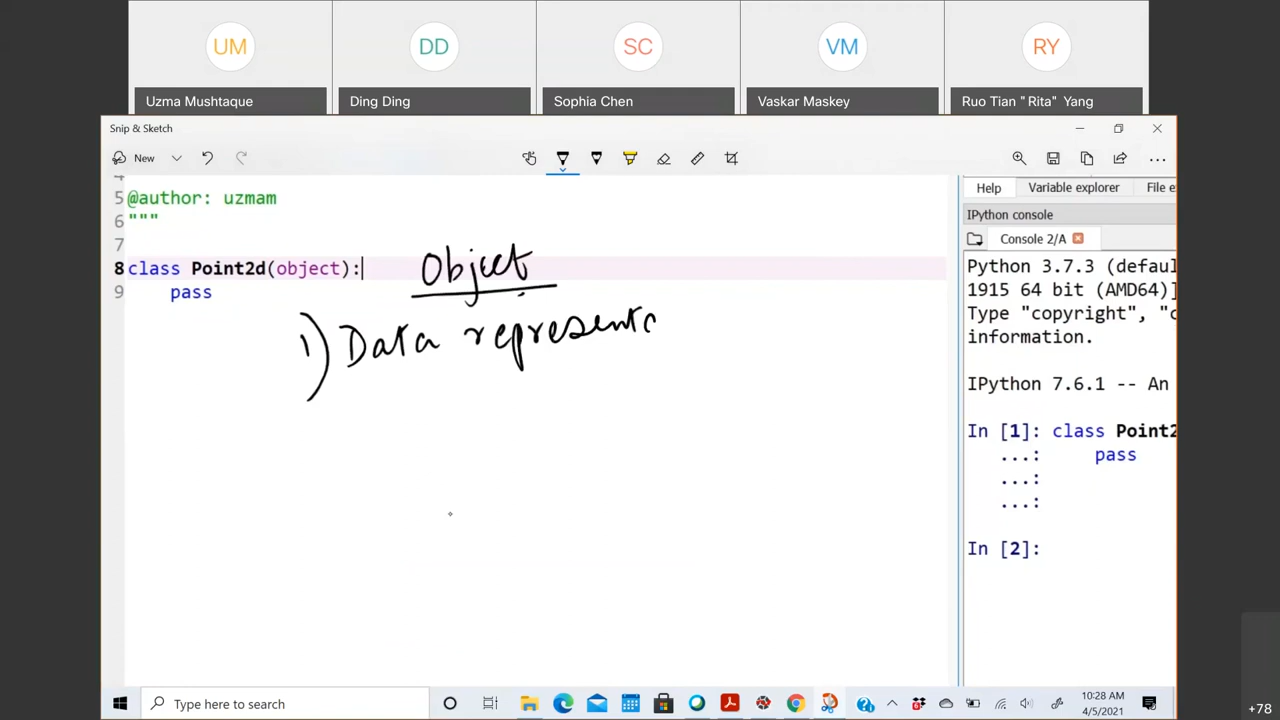 UM
DD
SC
VM
RY
Uzma Mushtaque
Ding Ding
Sophia Chen
Vaskar Maskey
Ruo Tian "Rita" Yang
Snip & Sketch
New
5 @author: uzmam
6 """
7
8 class Point2d(object):
9 pass
Object
1) Data representa
Help Variable explorer File e
IPython console
Console 2/A
Python 3.7.3 (defaul
1915 64 bit (AMD64)]
Type "copyright", "c
information.
IPython 7.6.1 -- An
In [1]: class Point2
...: pass
...:
...:
In [2]:
Type here to search
10:28 AM
4/5/2021
+78